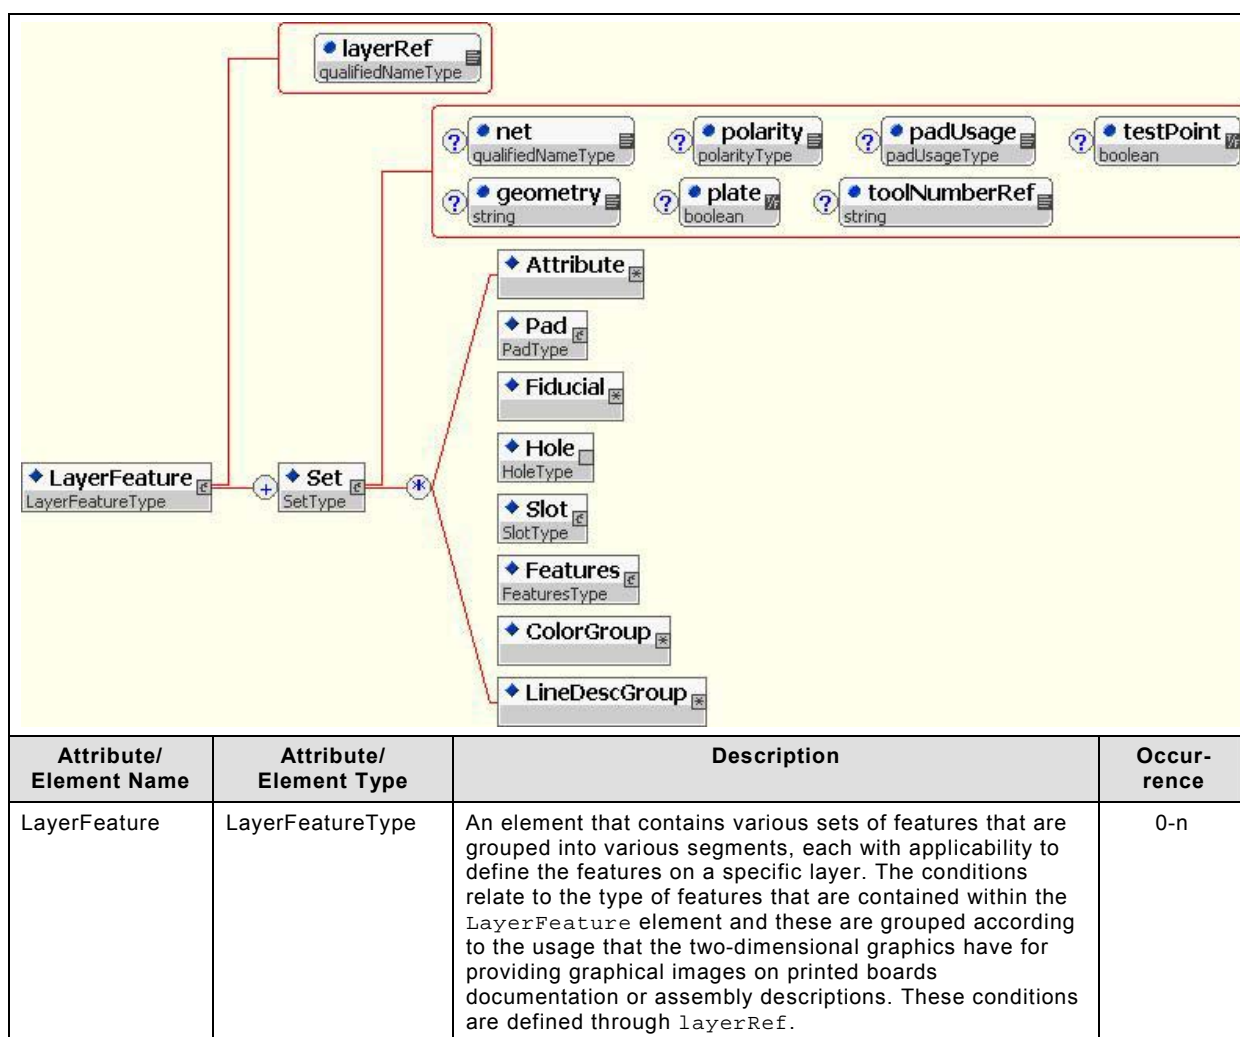 layerRef
qualifiedNameType
? net
qualifiedNameType
? polarity
polarityType
? padUsage
padUsageType
? testPoint
boolean
? geometry
string
? plate
boolean
? toolNumberRef
string
Attribute
Pad
PadType
Fiducial
Hole
HoleType
LayerFeature
LayerFeatureType
+
Set
SetType
*
Slot
SlotType
Features
FeaturesType
ColorGroup
LineDescGroup
Attribute/
Element Name
Attribute/
Element Type
Description
Occur-
rence
LayerFeature
LayerFeatureType
An element that contains various sets of features that are
grouped into various segments, each with applicability to
define the features on a specific layer. The conditions
relate to the type of features that are contained within the
LayerFeature element and these are grouped according
to the usage that the two-dimensional graphics have for
providing graphical images on printed boards
documentation or assembly descriptions. These conditions
are defined through layerRef.
0-n